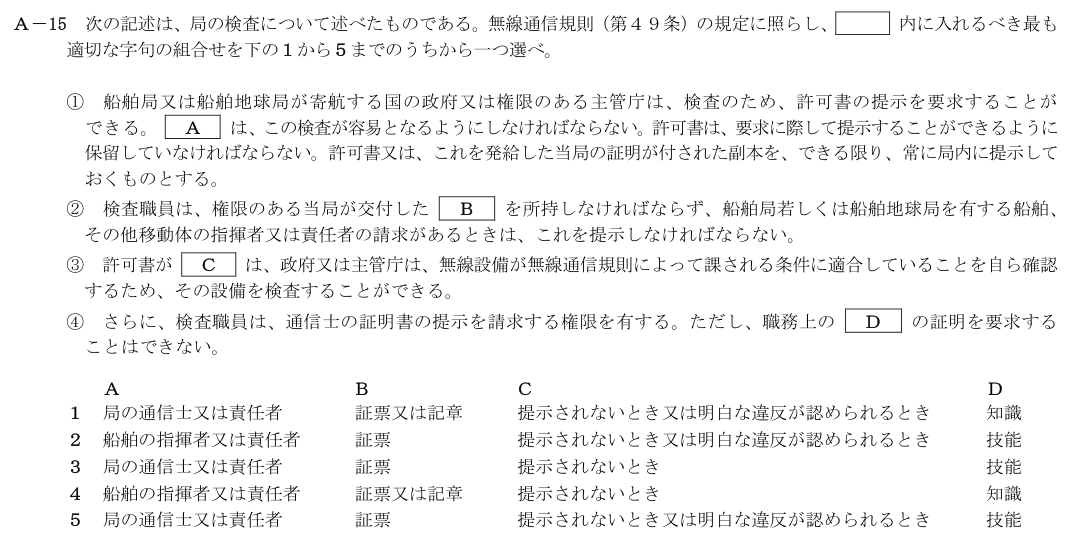 A－15 次の記述は、局の検査について述べたものである。無線通信規則（第４９条）の規定に照らし、 内に入れるべき最も
適切な字句の組合せを下の１から５までのうちから一つ選べ。
① 船舶局又は船舶地球局が寄航する国の政府又は権限のある主管庁は、検査のため、許可書の提示を要求することが
できる。 A は、この検査が容易となるようにしなければならない。許可書は、要求に際して提示することができるように
保留していなければならない。許可書又は、これを発給した当局の証明が付された副本を、できる限り、常に局内に提示して
おくものとする。
② 検査職員は、権限のある当局が交付した B を所持しなければならず、船舶局若しくは船舶地球局を有する船舶、
その他移動体の指揮者又は責任者の請求があるときは、これを提示しなければならない。
③ 許可書が C は、政府又は主管庁は、無線設備が無線通信規則によって課される条件に適合していることを自ら確認
するため、その設備を検査することができる。
④ さらに、検査職員は、通信士の証明書の提示を請求する権限を有する。ただし、職務上の D の証明を要求する
ことはできない。
A B C D
1 局の通信士又は責任者 証票又は記章 提示されないとき又は明白な違反が認められるとき 知識
2 船舶の指揮者又は責任者 証票 提示されないとき又は明白な違反が認められるとき 技能
3 局の通信士又は責任者 証票 提示されないとき 技能
4 船舶の指揮者又は責任者 証票又は記章 提示されないとき 知識
5 局の通信士又は責任者 証票 提示されないとき又は明白な違反が認められるとき 技能